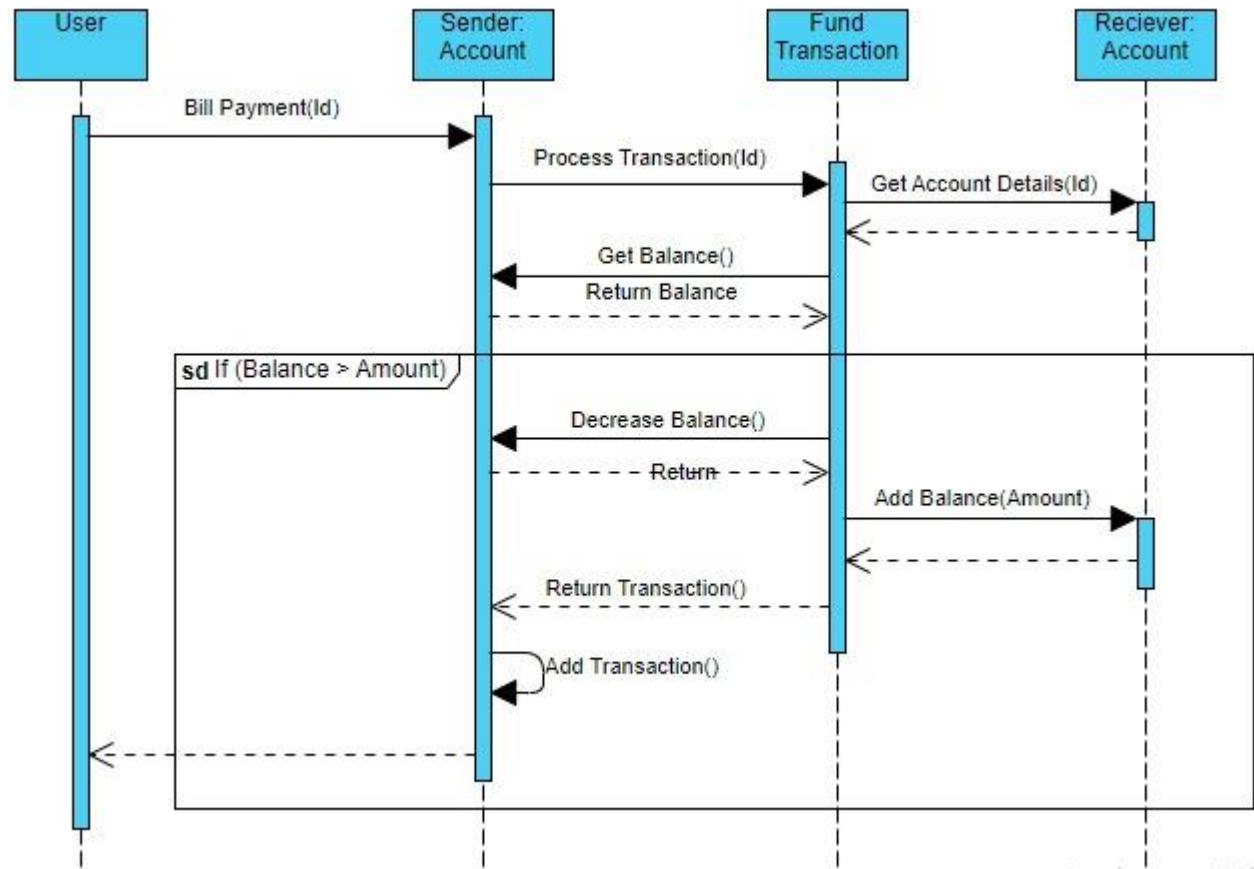 User
Sender:
Account
Fund
Transaction
Reciever:
Account
Bill Payment(Id)
Process Transaction(Id)
Get Account Details(Id)
Get Balance()
Return Balance
sd If (Balance > Amount)
Decrease Balance()
Return
Add Balance(Amount)
Return Transaction()
Add Transaction()